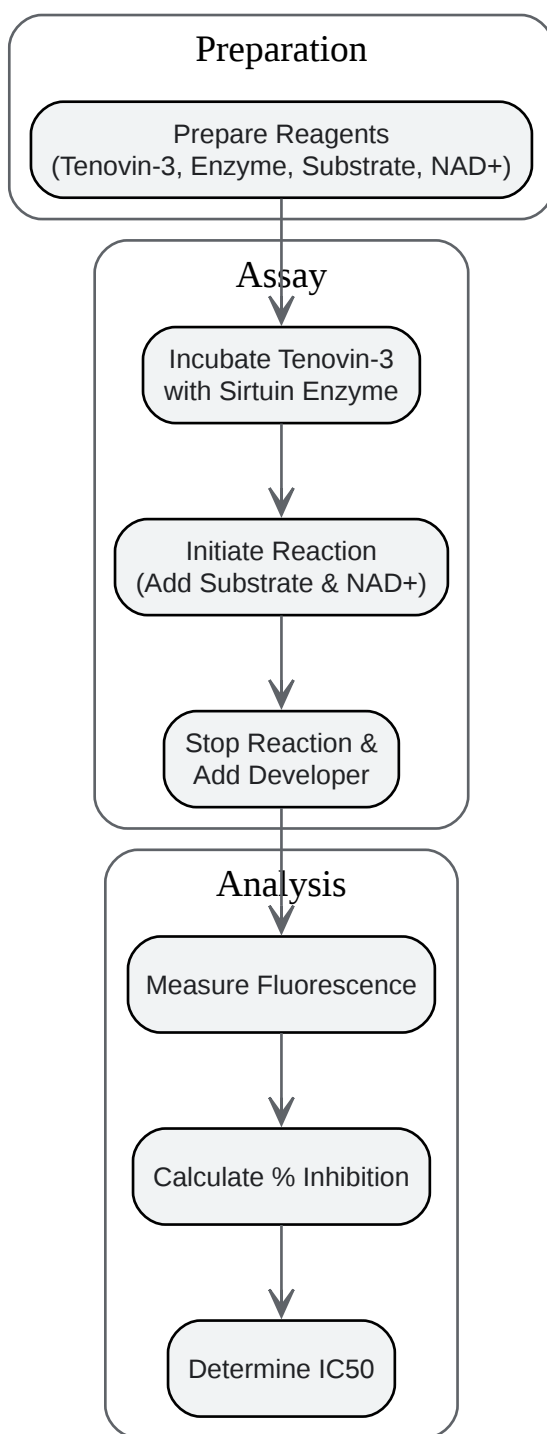 Preparation
Prepare Reagents
(Tenovin-3, Enzyme, Substrate, NAD+)
Assay
Incubate Tenovin-3
with Sirtuin Enzyme
Initiate Reaction
(Add Substrate & NAD+)
Stop Reaction &
Add Developer
Analysis
Measure Fluorescence
Calculate % Inhibition
Determine IC50